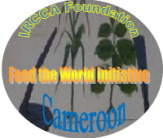 IRCCA Foundation
Feed the World Initiative
Cameroon